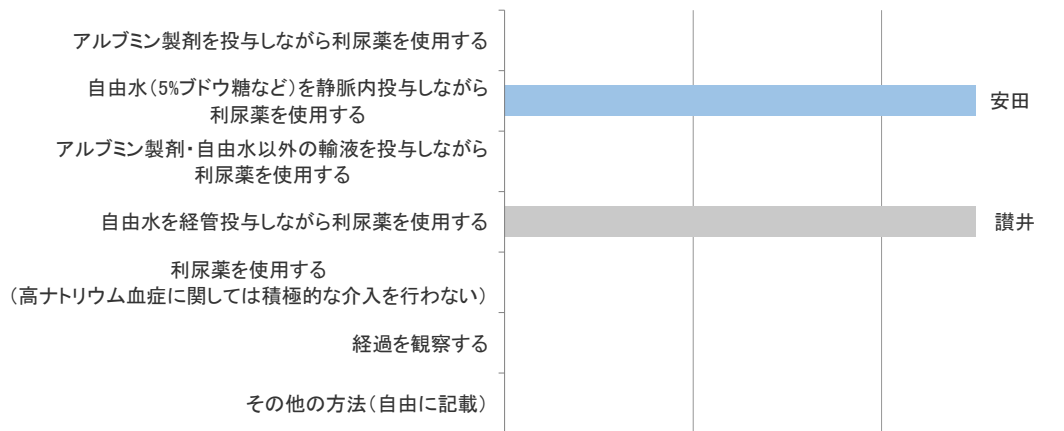 アルブミン製剤を投与しながら利尿薬を使用する
自由水(5%ブドウ糖など)を静脈内投与しながら
利尿薬を使用する
安田
アルブミン製剤・自由水以外の輸液を投与しながら
利尿薬を使用する
自由水を経管投与しながら利尿薬を使用する
讃井
利尿薬を使用する
(高ナトリウム血症に関しては積極的な介入を行わない)
経過を観察する
その他の方法(自由に記載)